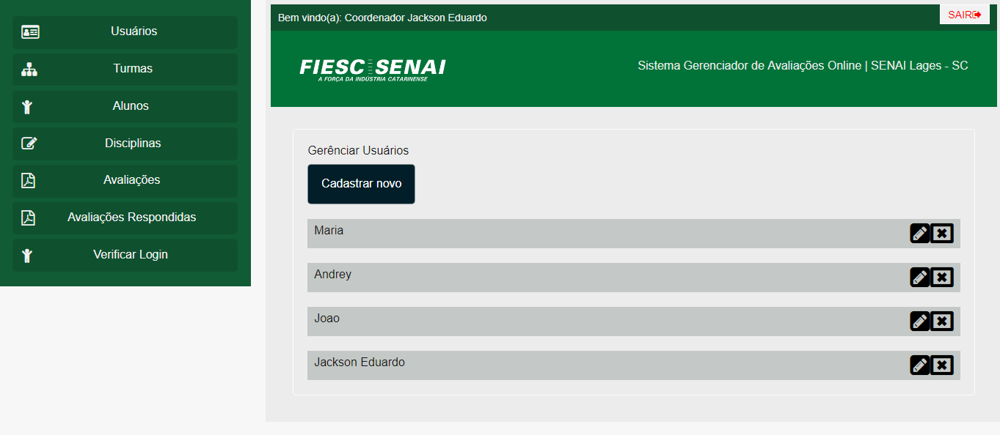 Usuários
Turmas
Alunos
Disciplinas
Avaliações
Avaliações Respondidas
Verificar Login
Bem vindo(a): Coordenador Jackson Eduardo
SAIR
FIESC SENAI
A FORÇA DA INDÚSTRIA CATARINENSE
Sistema Gerenciador de Avaliações Online | SENAI Lages - SC
Gerênciar Usuários
Cadastrar novo
Maria
Andrey
Joao
Jackson Eduardo